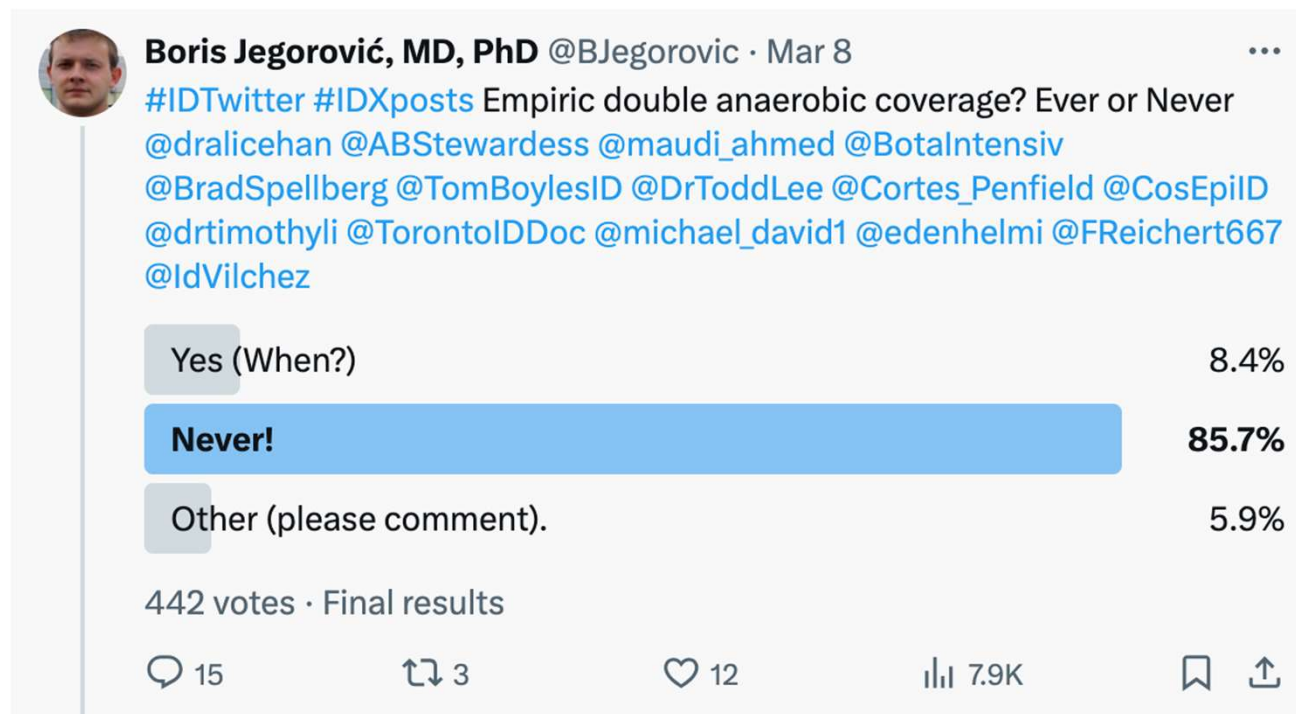 Boris Jegorović, MD, PhD @BJegorovic · Mar 8
#IDTwitter #IDXposts Empiric double anaerobic coverage? Ever or Never
@dralicehan @ABStewardess @maudi_ahmed @BotaIntensiv
@BradSpellberg @TomBoylesID @DrToddLee @Cortes_Penfield @CosEpiID
@drtimothyli @TorontoIDDoc @michael_david1 @edenhelmi @FReichert667
@IdVilchez
Yes (When?) 8.4%
Never! 85.7%
Other (please comment). 5.9%
442 votes · Final results
15 3 12 7.9K